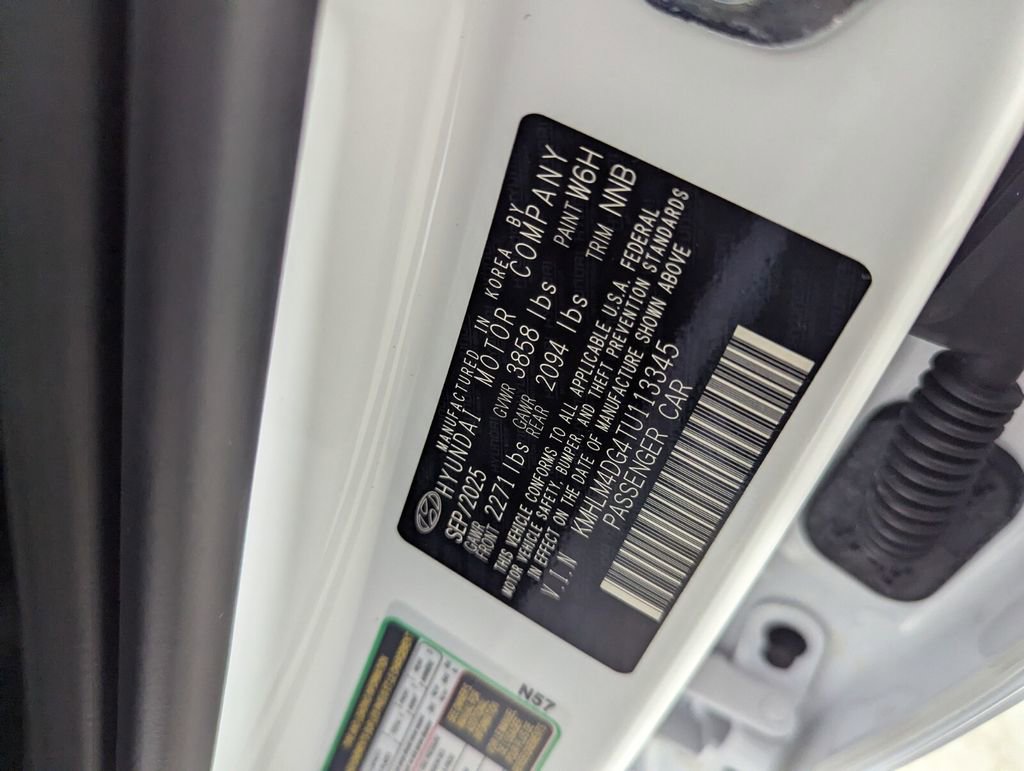 MANUFACTURED IN KOREA BY
HYUNDAI MOTOR COMPANY
SEP/2025 GVWR 3858 lbs PAINT W6H
GAWR FRONT 2271 lbs GAWR REAR 2094 lbs TRIM NNB
THIS VEHICLE CONFORMS TO ALL APPLICABLE U.S.A. FEDERAL
MOTOR VEHICLE SAFETY, BUMPER, AND THEFT PREVENTION STANDARDS
IN EFFECT ON THE DATE OF MANUFACTURE SHOWN ABOVE
V.I.N KMHLM4DG4TU113345
PASSENGER CAR
N57